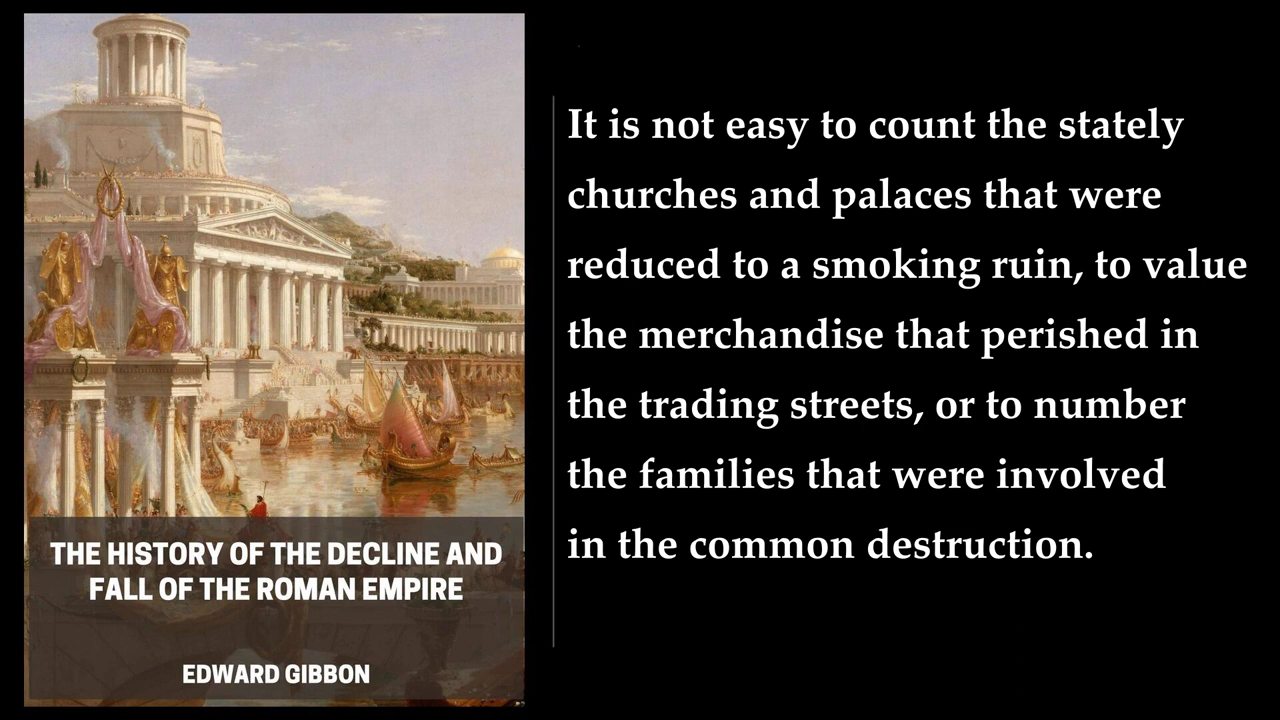 THE HISTORY OF THE DECLINE AND
FALL OF THE ROMAN EMPIRE
EDWARD GIBBON
It is not easy to count the stately
churches and palaces that were
reduced to a smoking ruin, to value
the merchandise that perished in
the trading streets, or to number
the families that were involved
in the common destruction.